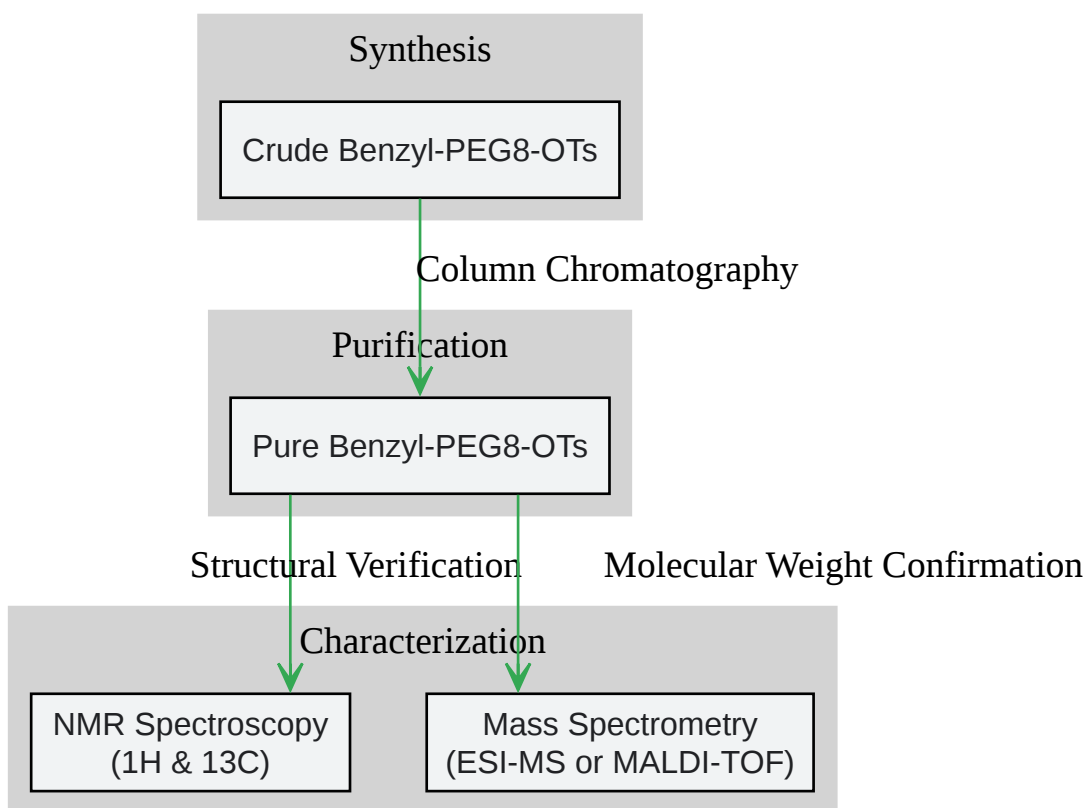 Synthesis
Crude Benzyl-PEG8-OTs
Column Chromatography
Purification
Pure Benzyl-PEG8-OTs
Structural Verification
Molecular Weight Confirmation
Characterization
NMR Spectroscopy
(1H & 13C)
Mass Spectrometry
(ESI-MS or MALDI-TOF)